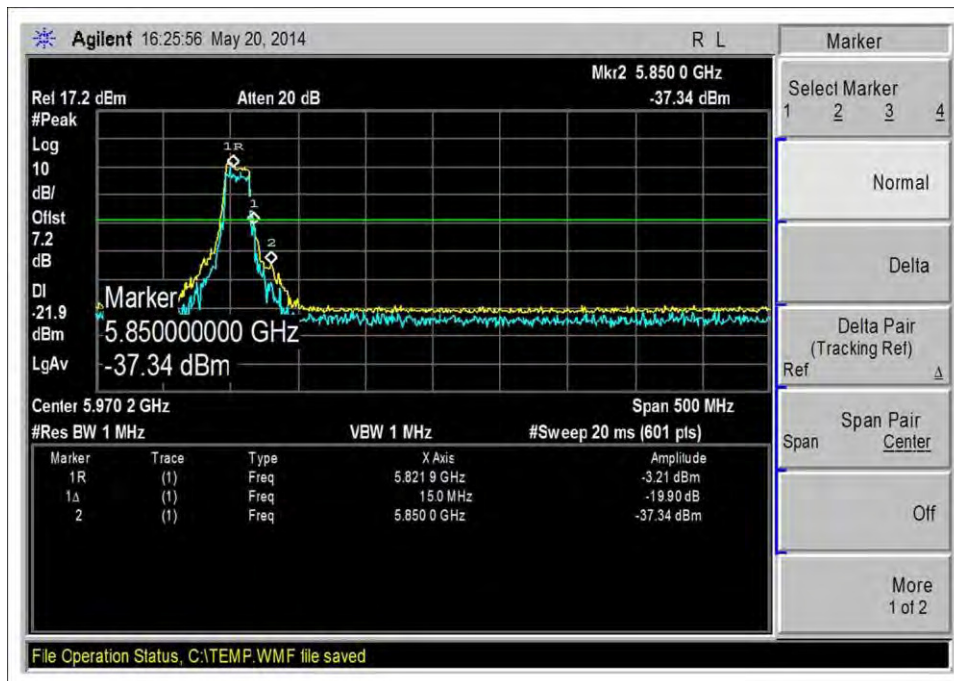 Agilent 16:25:56 May 20, 2014 R L
Marker
Mkr2 5.850 0 GHz
Ref 17.2 dBm Atten 20 dB -37.34 dBm
#Peak
Log
10
dB/
Offst
7.2
dB
DI
-21.9
dBm
LgAv
1R
1
2
Marker
5.850000000 GHz
-37.34 dBm
Center 5.970 2 GHz Span 500 MHz
#Res BW 1 MHz VBW 1 MHz #Sweep 20 ms (601 pts)
Marker Trace Type X Axis Amplitude
1R (1) Freq 5.821 9 GHz -3.21 dBm
1Δ (1) Freq 15.0 MHz -19.90 dB
2 (1) Freq 5.850 0 GHz -37.34 dBm
Select Marker
1 2 3 4
Normal
Delta
Delta Pair
(Tracking Ref)
Ref Δ
Span Pair
Span Center
Off
More
1 of 2
File Operation Status, C:\TEMP.WMF file saved